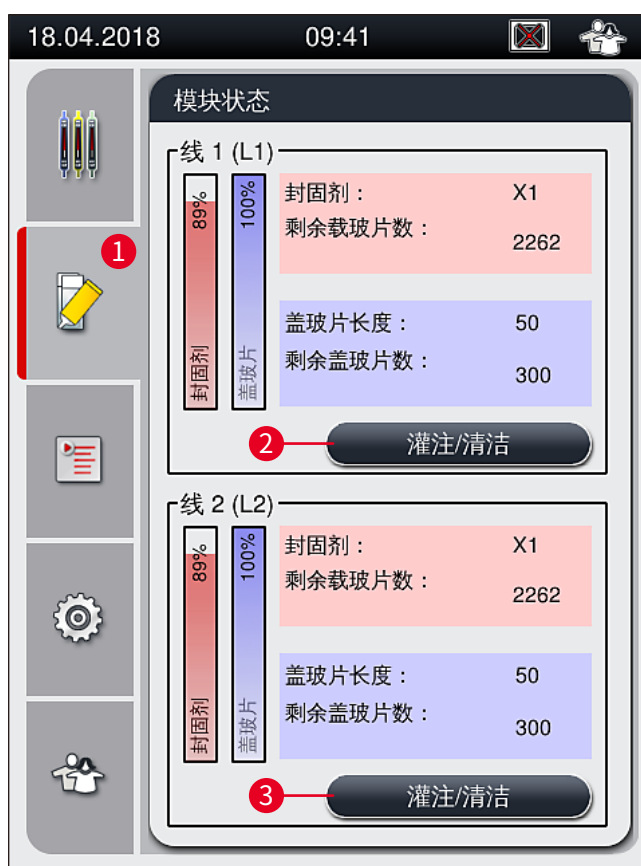 18.04.2018 09:41
模块状态
线 1 (L1)
89%
封固剂
100%
盖玻片
封固剂： X1
剩余载玻片数： 2262
盖玻片长度： 50
剩余盖玻片数： 300
1
2
灌注/清洁
线 2 (L2)
89%
封固剂
100%
盖玻片
封固剂： X1
剩余载玻片数： 2262
盖玻片长度： 50
剩余盖玻片数： 300
3
灌注/清洁